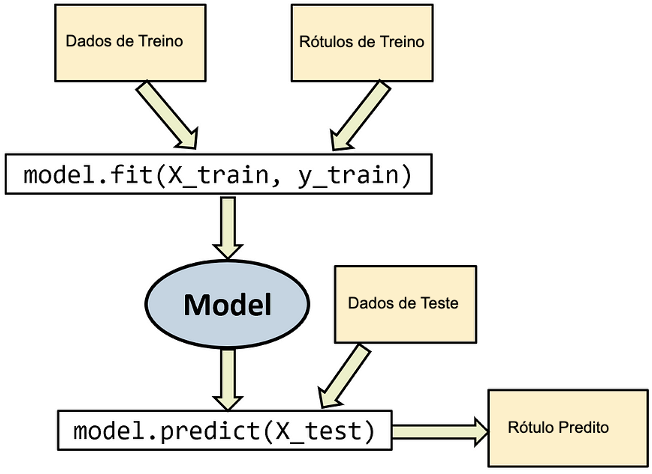 Dados de Treino
Rótulos de Treino
model.fit(X_train, y_train)
Model
Dados de Teste
model.predict(X_test)
Rótulo Predito